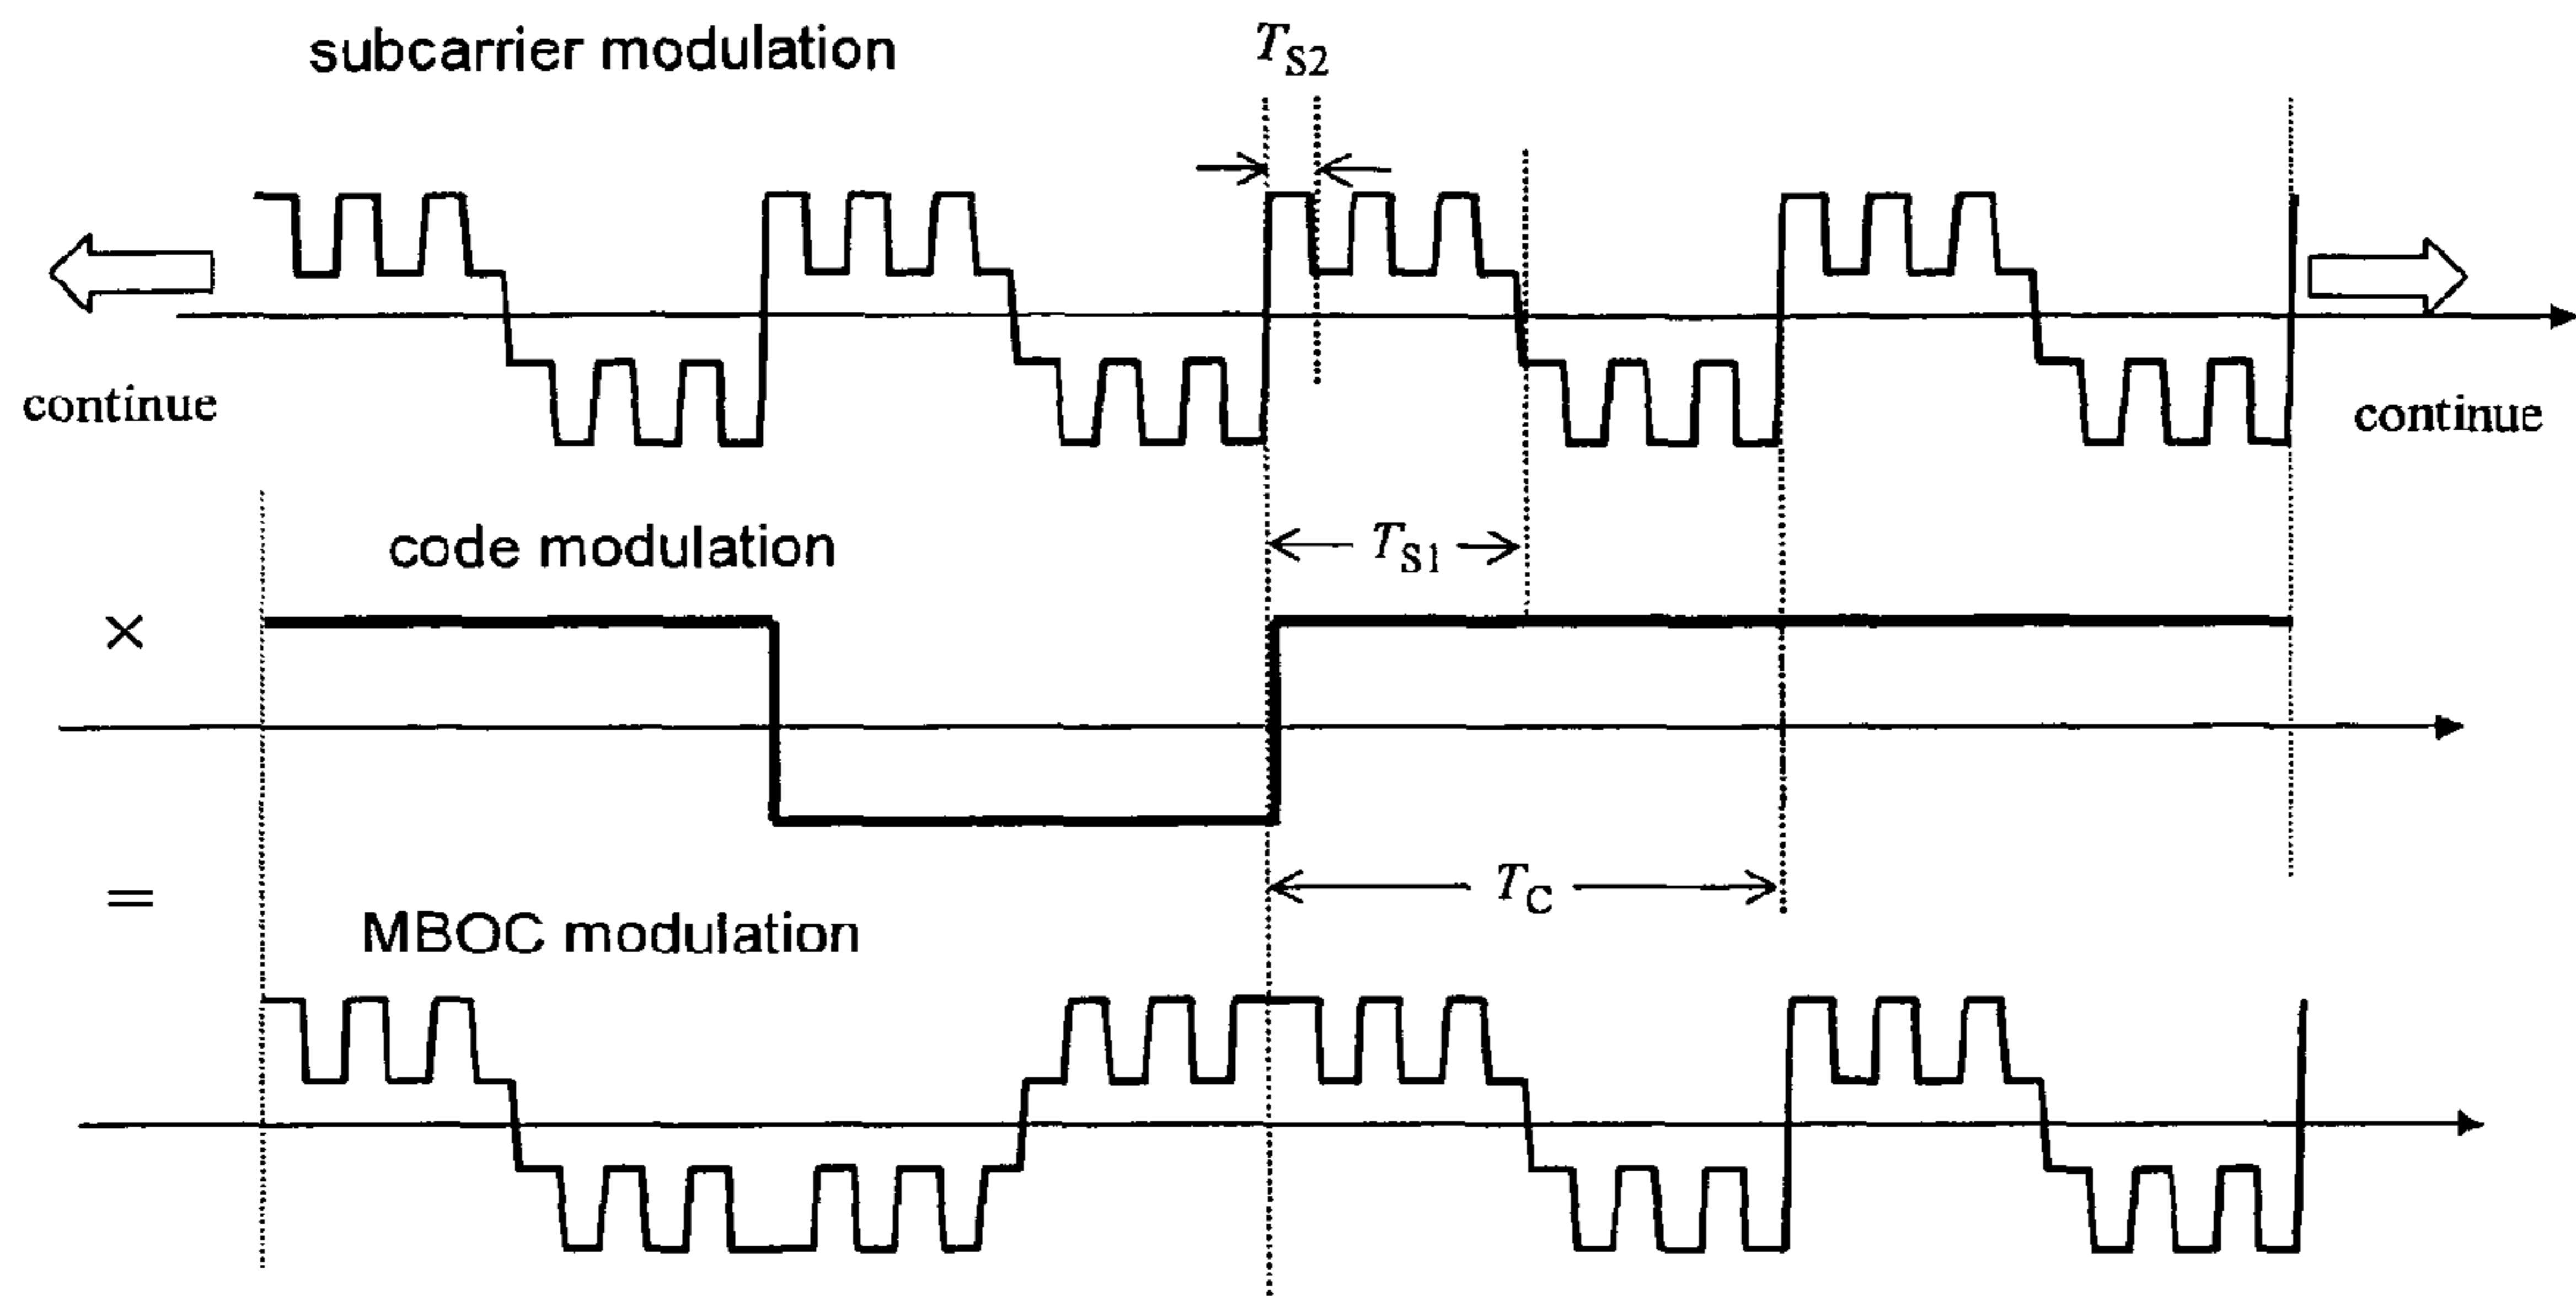 subcarrier modulation
T_S2
continue
continue
code modulation
T_S1
×
=
T_C
MBOC modulation